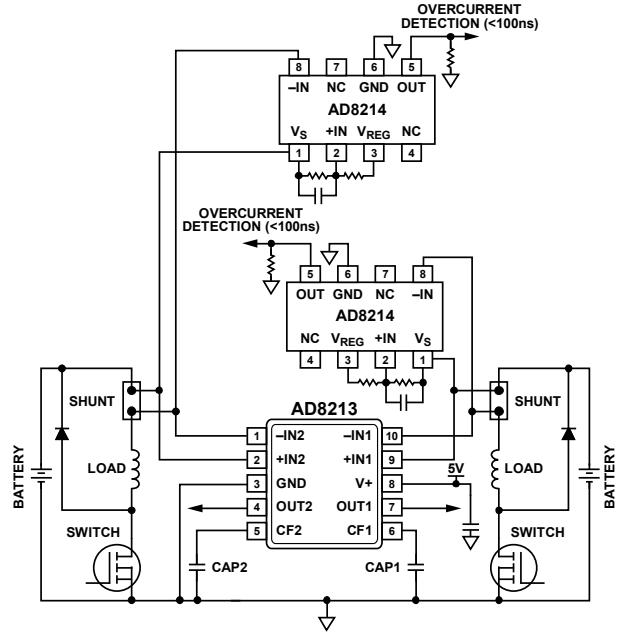 OVERCURRENT
DETECTION (<100ns)
8 7 6 5
–IN NC GND OUT
AD8214
VS +IN VREG NC
1 2 3 4
OVERCURRENT
DETECTION (<100ns)
5 6 7 8
OUT GND NC –IN
AD8214
NC VREG +IN VS
4 3 2 1
SHUNT
SHUNT
AD8213
1 –IN2 –IN1 10
2 +IN2 +IN1 9
3 GND V+ 8
4 OUT2 OUT1 7
5 CF2 CF1 6
5V
BATTERY
LOAD
LOAD
BATTERY
SWITCH
SWITCH
CAP2
CAP1